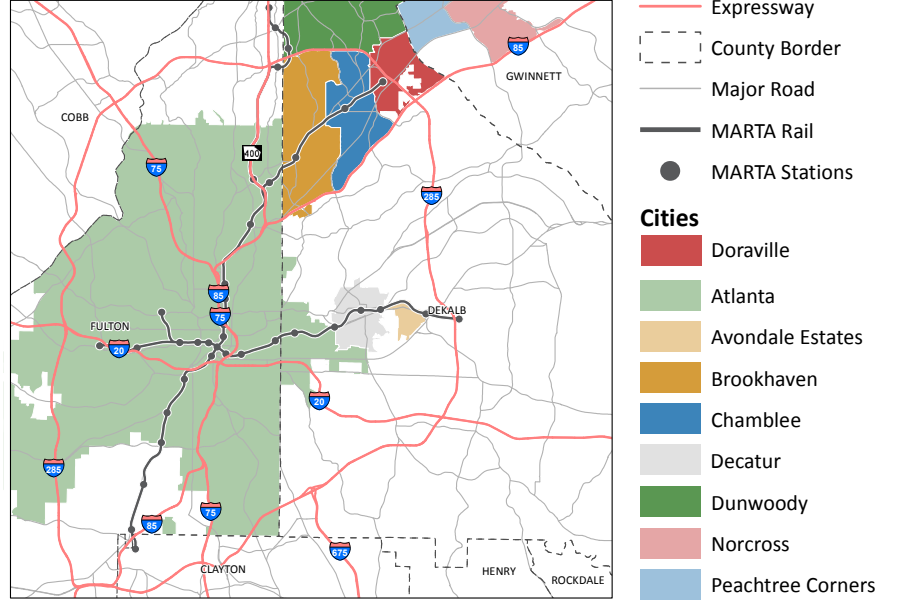 Expressway
County Border
Major Road
MARTA Rail
MARTA Stations
Cities
Doraville
Atlanta
Avondale Estates
Brookhaven
Chamblee
Decatur
Dunwoody
Norcross
Peachtree Corners
85
GWINNETT
COBB
400
75
285
85
75
DEKALB
FULTON
20
20
285
75
85
675
CLAYTON
HENRY
ROCKDALE